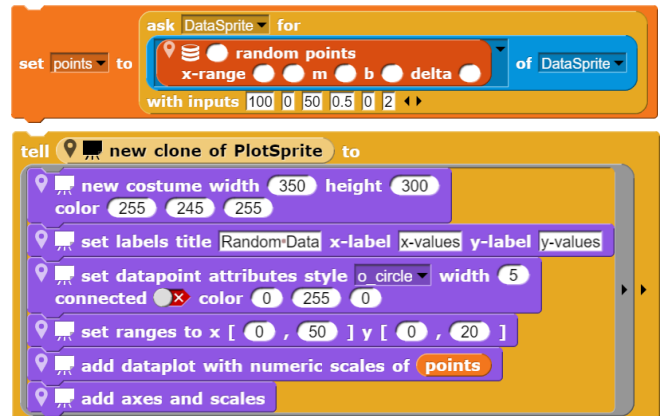 ask DataSprite for
set points to random points of DataSprite
x-range m b delta
with inputs 100 0 50 0.5 0 2
tell new clone of PlotSprite to
new costume width 350 height 300
color 255 245 255
set labels title Random Data x-label x-values y-label y-values
set datapoint attributes style o_circle width 5
connected color 0 255 0
set ranges to x [ 0 , 50 ] y [ 0 , 20 ]
add dataplot with numeric scales of points
add axes and scales